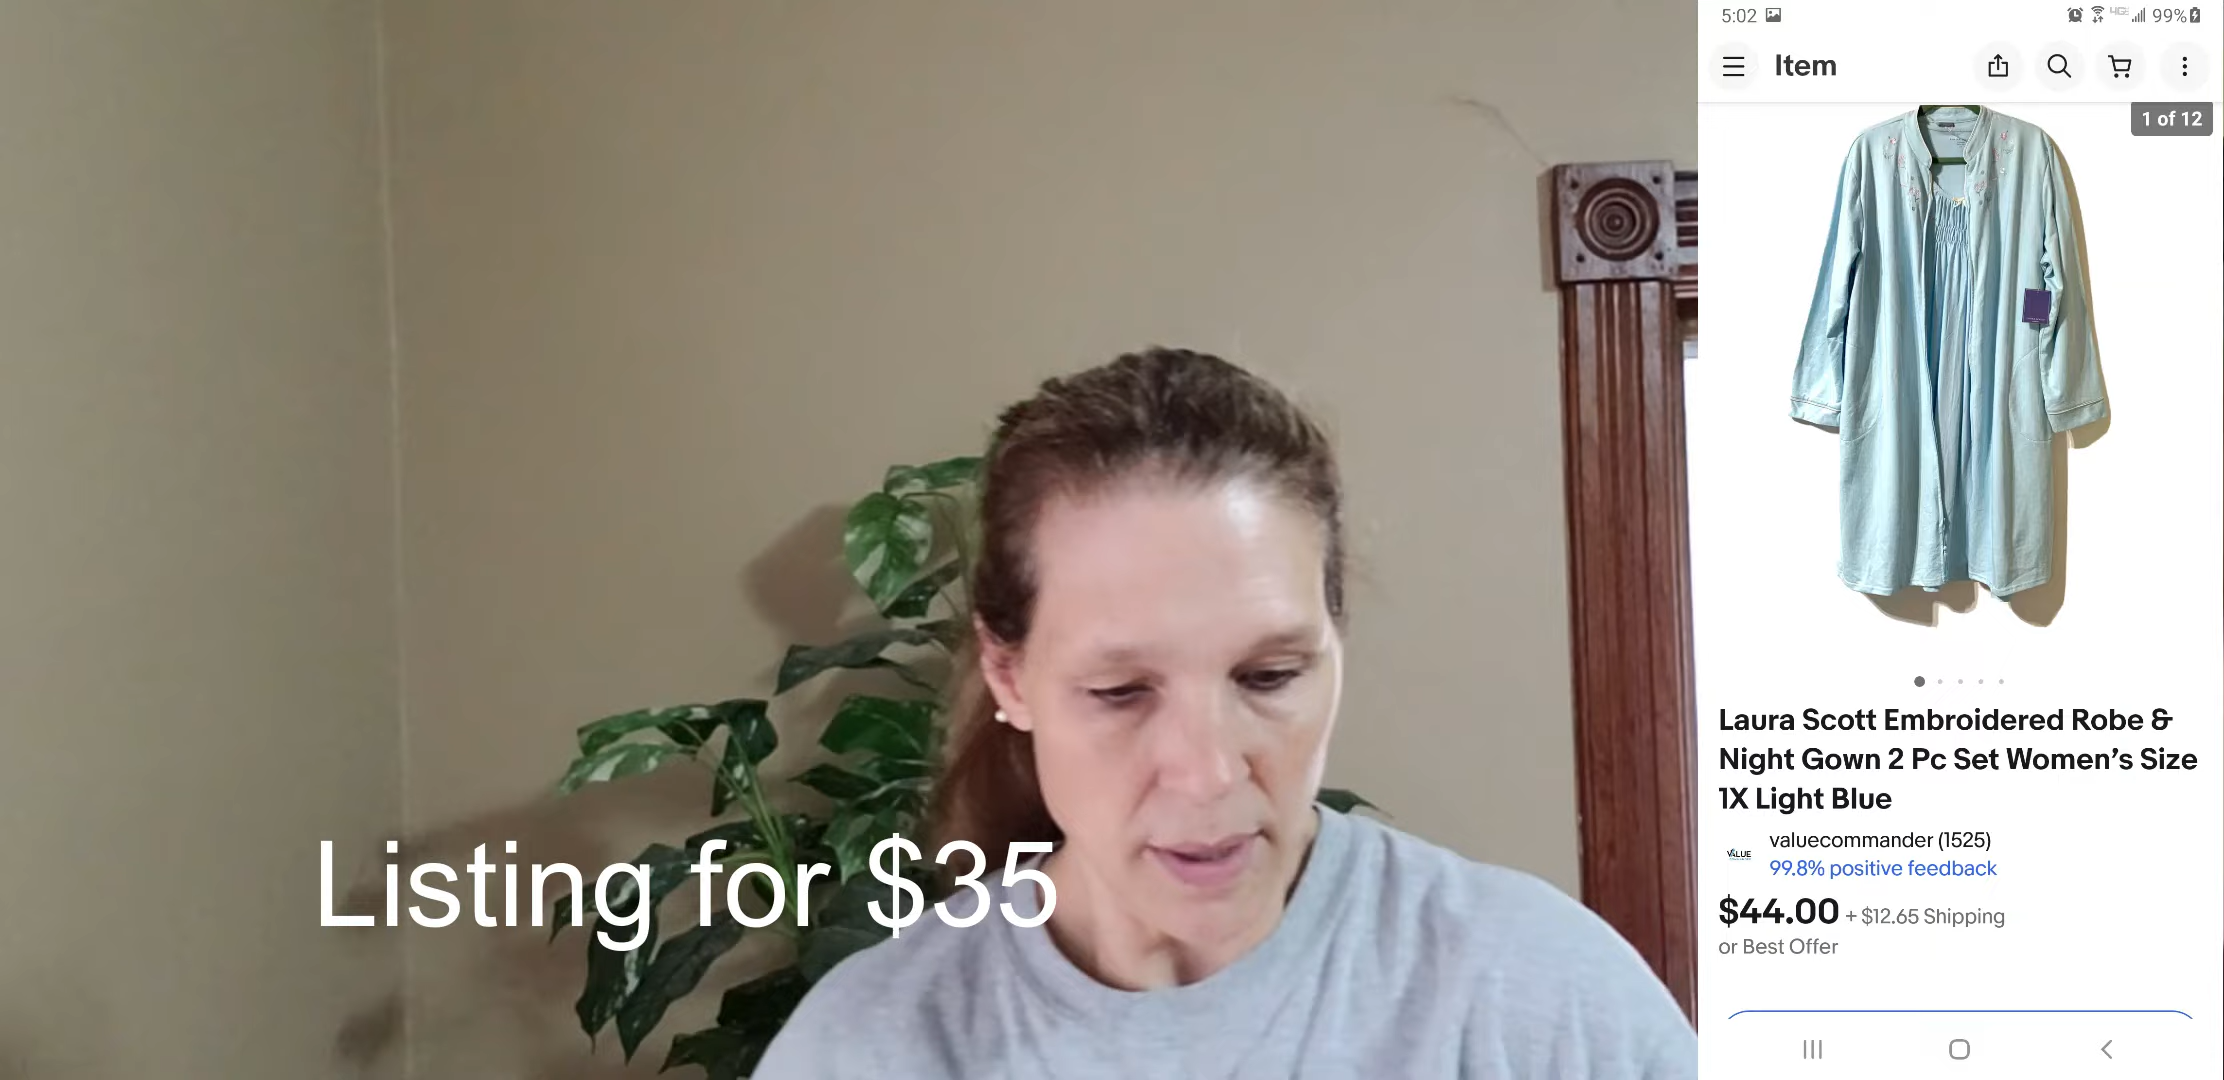 Listing for $35
5:02
99%
Item
1 of 12
Laura Scott Embroidered Robe &
Night Gown 2 Pc Set Women's Size
1X Light Blue
VALUE
valuecommander (1525)
99.8% positive feedback
$44.00 + $12.65 Shipping
or Best Offer